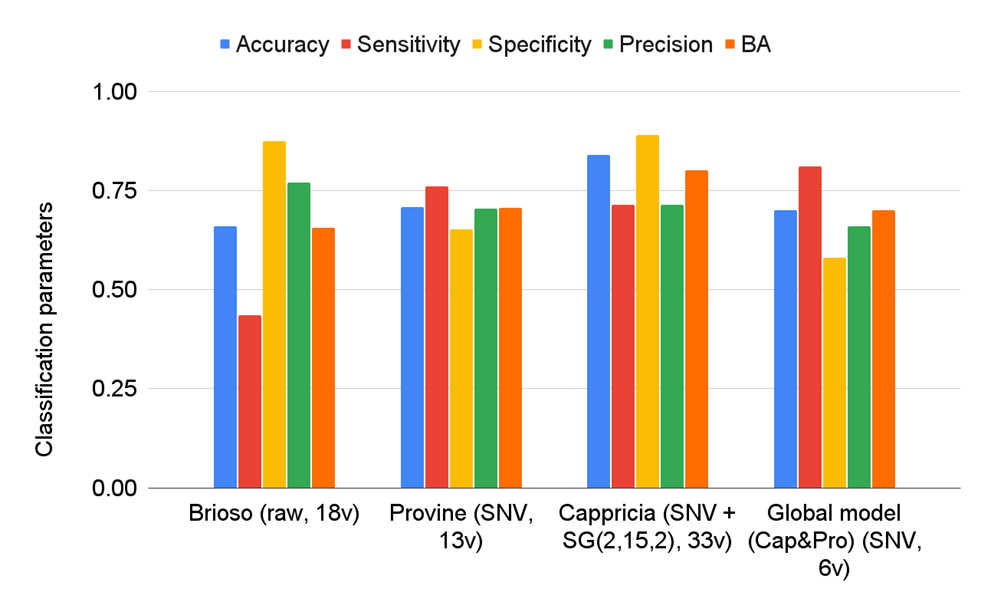 Accuracy Sensitivity Specificity Precision BA
1.00
0.75
0.50
0.25
0.00
Classification parameters
Brioso (raw, 18v)
Provine (SNV,
13v)
Cappricia (SNV +
SG(2,15,2), 33v)
Global model
(Cap&Pro) (SNV,
6v)